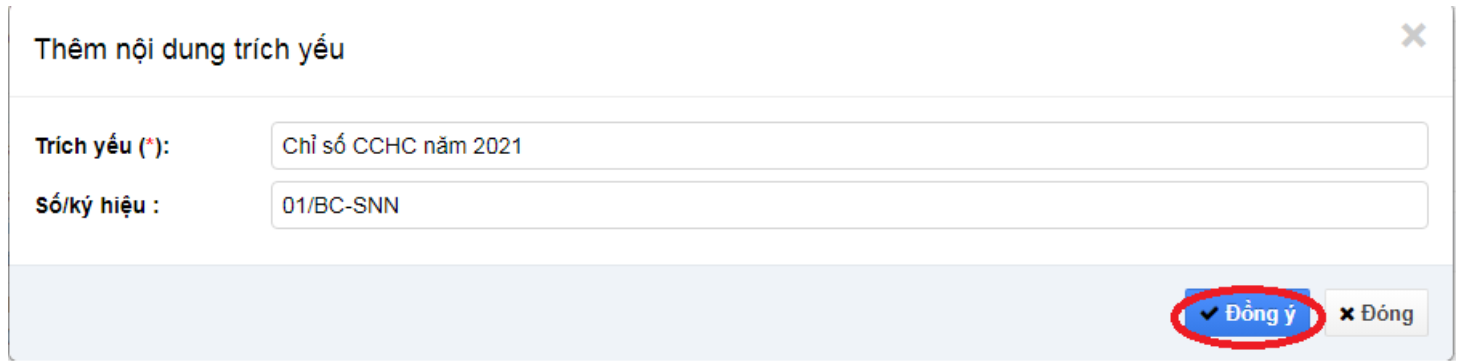 Thêm nội dung trích yếu
Trích yếu (*): Chỉ số CCHC năm 2021
Số/ký hiệu : 01/BC-SNN
Đồng ý Đóng